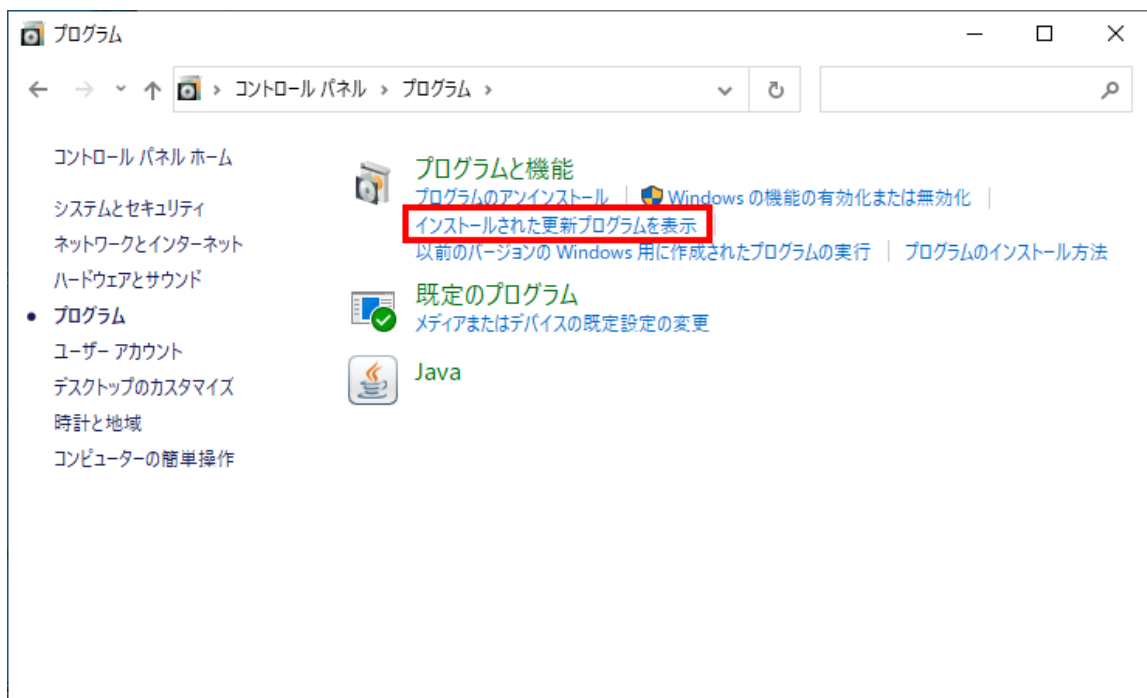 プログラム
コントロール パネル › プログラム ›
コントロール パネル ホーム
システムとセキュリティ
ネットワークとインターネット
ハードウェアとサウンド
プログラム
ユーザー アカウント
デスクトップのカスタマイズ
時計と地域
コンピューターの簡単操作
プログラムと機能
プログラムのアンインストール | Windows の機能の有効化または無効化 |
インストールされた更新プログラムを表示 |
以前のバージョンの Windows 用に作成されたプログラムの実行 | プログラムのインストール方法
既定のプログラム
メディアまたはデバイスの既定設定の変更
Java